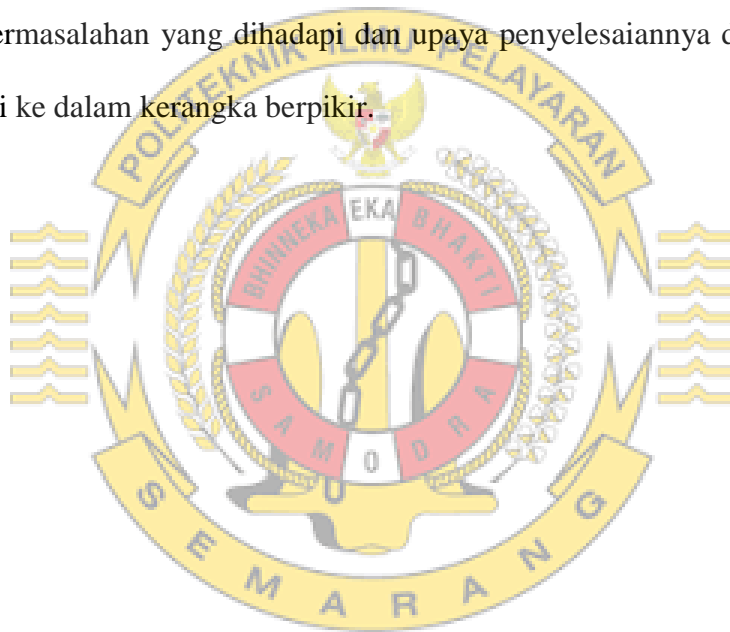 ermasalahan yang dihadapi dan upaya penyelesaiannya d
i ke dalam kerangka berpikir.
POLITEKNIK ILMU PELAYARAN
BHINNEKA EKA BHAKTI
SAMODRA
SEMARANG